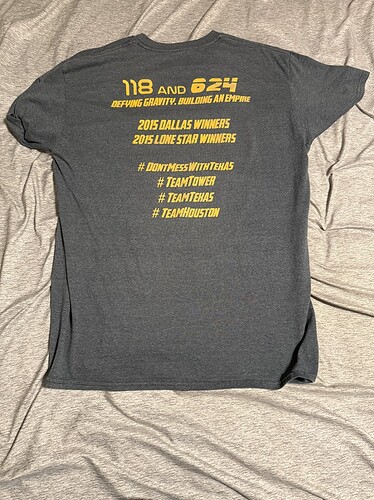 118 AND 624
DEFYING GRAVITY, BUILDING AN EMPIRE
2015 DALLAS WINNERS
2015 LONE STAR WINNERS
# DONTMESSWITHTEXAS
# TEAMTOWER
# TEAMTEXAS
# TEAMHOUSTON